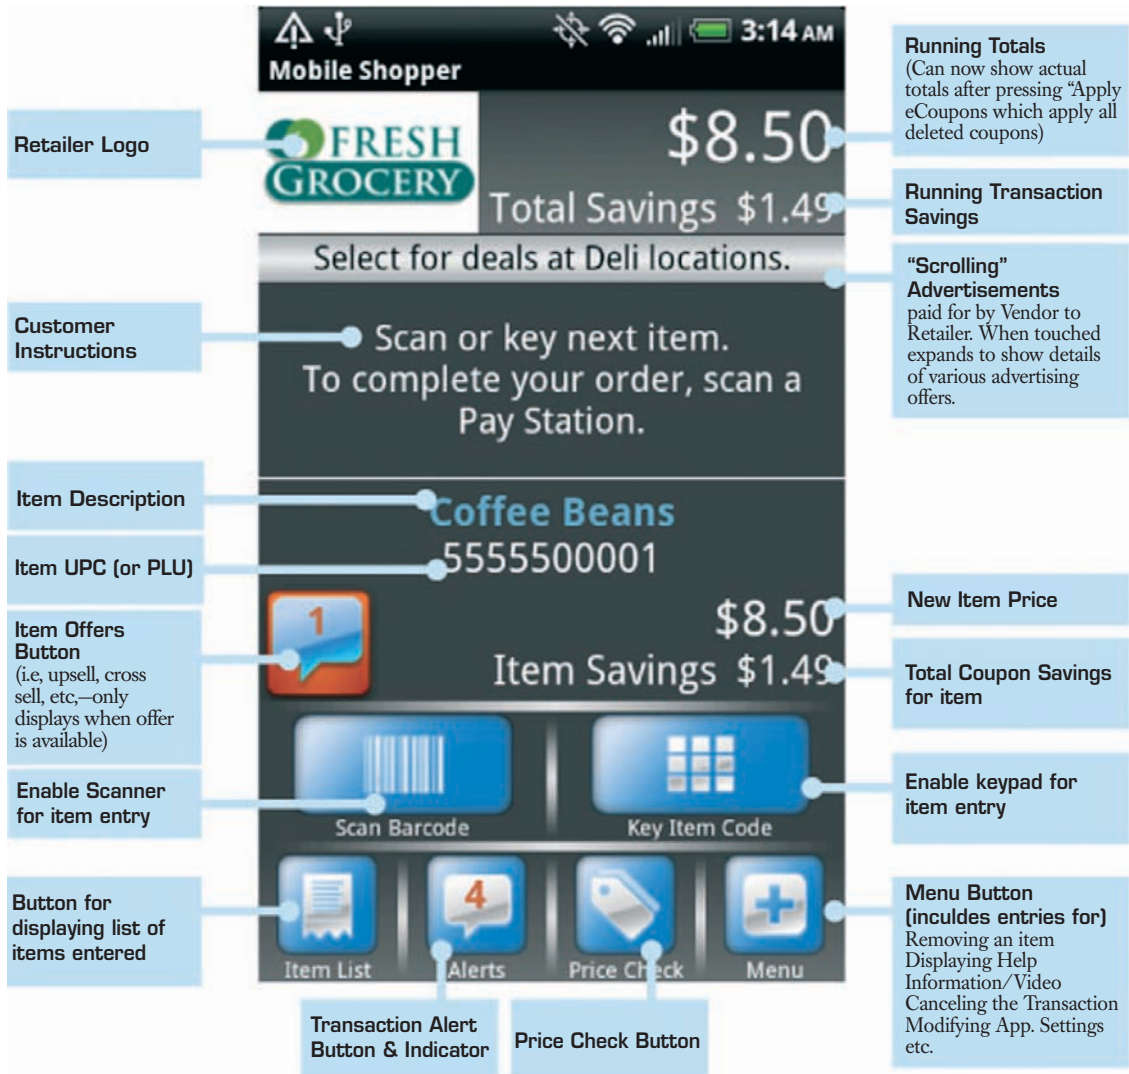 3:14 AM
Mobile Shopper
FRESH
GROCERY
$8.50
Total Savings $1.49
Select for deals at Deli locations.
Scan or key next item.
To complete your order, scan a
Pay Station.
Coffee Beans
5555500001
1
$8.50
Item Savings $1.49
Scan Barcode
Key Item Code
4
Item List
Alerts
Price Check
Menu
Retailer Logo
Customer
Instructions
Item Description
Item UPC (or PLU)
Item Offers
Button
(i.e, upsell, cross
sell, etc,—only
displays when offer
is available)
Enable Scanner
for item entry
Button for
displaying list of
items entered
Transaction Alert
Button & Indicator
Price Check Button
Running Totals
(Can now show actual
totals after pressing “Apply
eCoupons which apply all
deleted coupons)
Running Transaction
Savings
“Scrolling”
Advertisements
paid for by Vendor to
Retailer. When touched
expands to show details
of various advertising
offers.
New Item Price
Total Coupon Savings
for item
Enable keypad for
item entry
Menu Button
(inculdes entries for)
Removing an item
Displaying Help
Information/Video
Canceling the Transaction
Modifying App. Settings
etc.